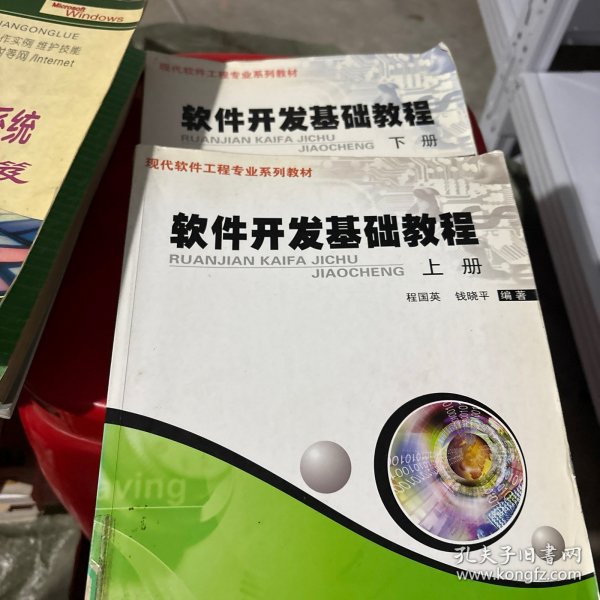 Microsoft
Windows
作实例 维护技能
对等网/Internet
系统
现代软件工程专业系列教材
软件开发基础教程
RUANJIAN KAIFA JICHU
JIAOCHENG
下 册
现代软件工程专业系列教材
软件开发基础教程
RUANJIAN KAIFA JICHU
JIAOCHENG
上 册
程国英 钱晓平 编著
aving
孔夫子旧书网
www.kongfz.com